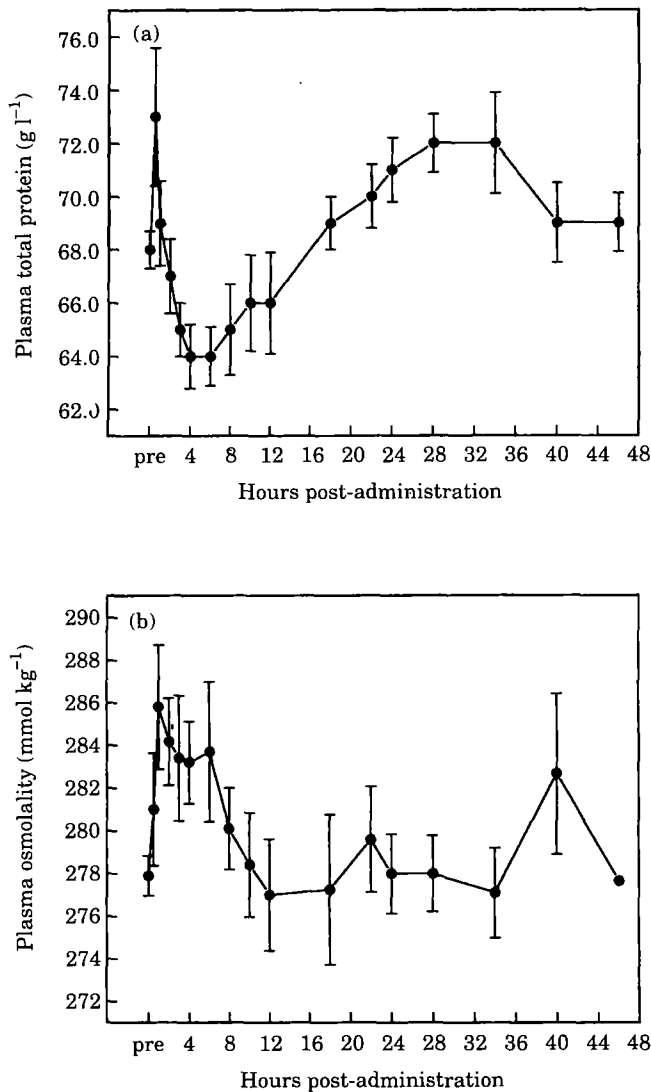 (a)
76.0
74.0
72.0
70.0
68.0
66.0
64.0
62.0
Plasma total protein (g l⁻¹)
pre 4 8 12 16 20 24 28 32 36 40 44 48
Hours post-administration
(b)
290
288
286
284
282
280
278
276
274
272
Plasma osmolality (mmol kg⁻¹)
pre 4 8 12 16 20 24 28 32 36 40 44 48
Hours post-administration